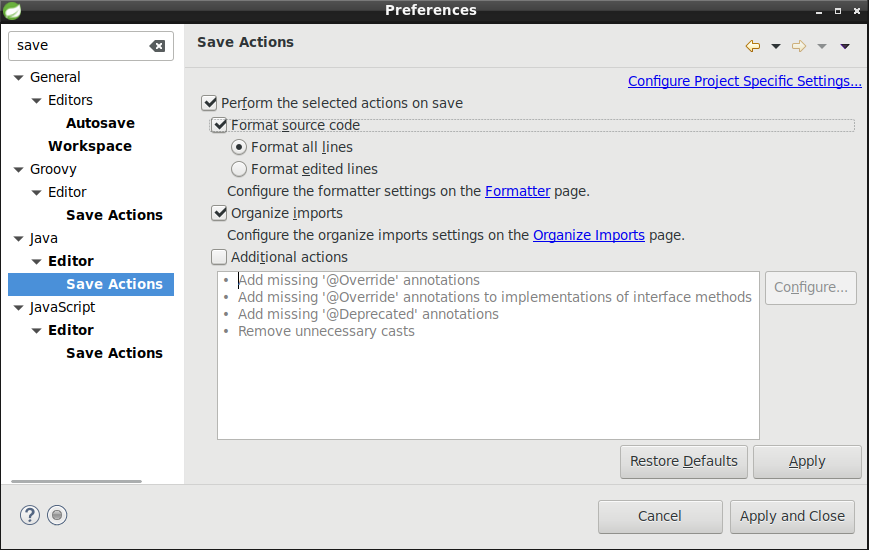 Preferences
save
General
Editors
Autosave
Workspace
Groovy
Editor
Save Actions
Java
Editor
Save Actions
JavaScript
Editor
Save Actions
Save Actions
Configure Project Specific Settings...
Perform the selected actions on save
Format source code
Format all lines
Format edited lines
Configure the formatter settings on the Formatter page.
Organize imports
Configure the organize imports settings on the Organize Imports page.
Additional actions
• Add missing '@Override' annotations
• Add missing '@Override' annotations to implementations of interface methods
• Add missing '@Deprecated' annotations
• Remove unnecessary casts
Configure...
Restore Defaults
Apply
?
Cancel
Apply and Close